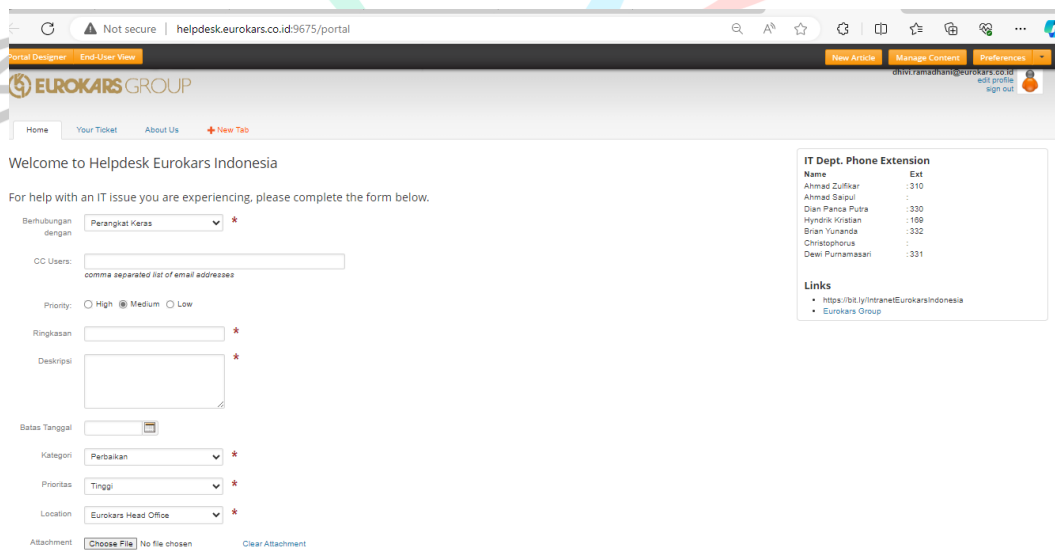 Not secure | helpdesk.eurokars.co.id:9675/portal
Portal Designer End-User View New Article Manage Content Preferences
EUROKARS GROUP
dhivi.ramadhani@eurokars.co.id
edit profile
sign out
Home Your Ticket About Us + New Tab
Welcome to Helpdesk Eurokars Indonesia
For help with an IT issue you are experiencing, please complete the form below.
Berhubungan dengan Perangkat Keras *
CC Users:
comma separated list of email addresses
Priority: High Medium Low
Ringkasan *
Deskripsi *
Batas Tanggal
Kategori Perbaikan *
Prioritas Tinggi *
Location Eurokars Head Office *
Attachment Choose File No file chosen Clear Attachment
IT Dept. Phone Extension
Name Ext
Ahmad Zulfikar : 310
Ahmad Saipul :
Dian Panca Putra : 330
Hyndrik Kristian : 169
Brian Yunanda : 332
Christophorus :
Dewi Purnamasari : 331
Links
• https://bit.ly/IntranetEurokarsIndonesia
• Eurokars Group